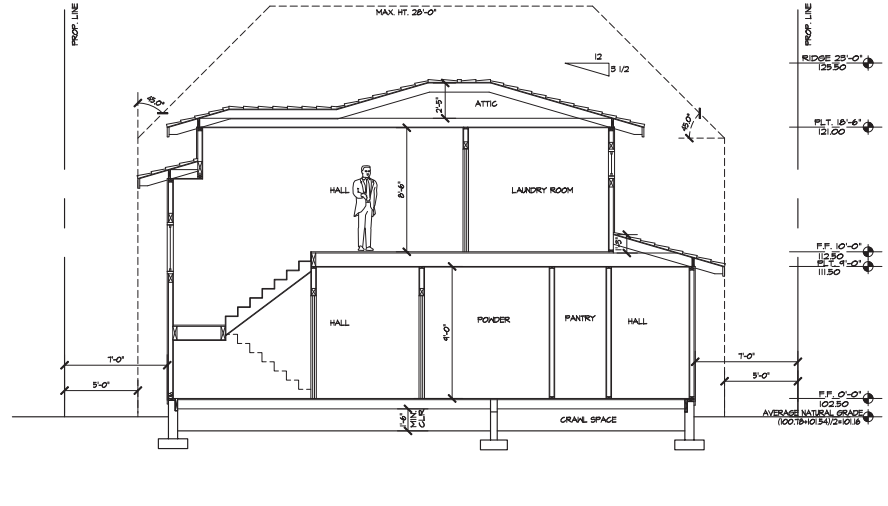 PROP. LINE
MAX. HT. 28'-0"
PROP. LINE
12
5 1/2
RIDGE 23'-0"
125.50
45.0°
2'-5"
ATTIC
45.0°
PLT. 18'-6"
121.00
HALL
8'-6"
LAUNDRY ROOM
1'-5"
F.F. 10'-0"
112.50
PLT. 9'-0"
111.50
HALL
9'-0"
POWDER
PANTRY
HALL
7'-0"
7'-0"
5'-0"
5'-0"
F.F. 0'-0"
102.50
1'-6"
MIN.
CLR
CRAWL SPACE
AVERAGE NATURAL GRADE
(100.78+101.54)/2=101.16